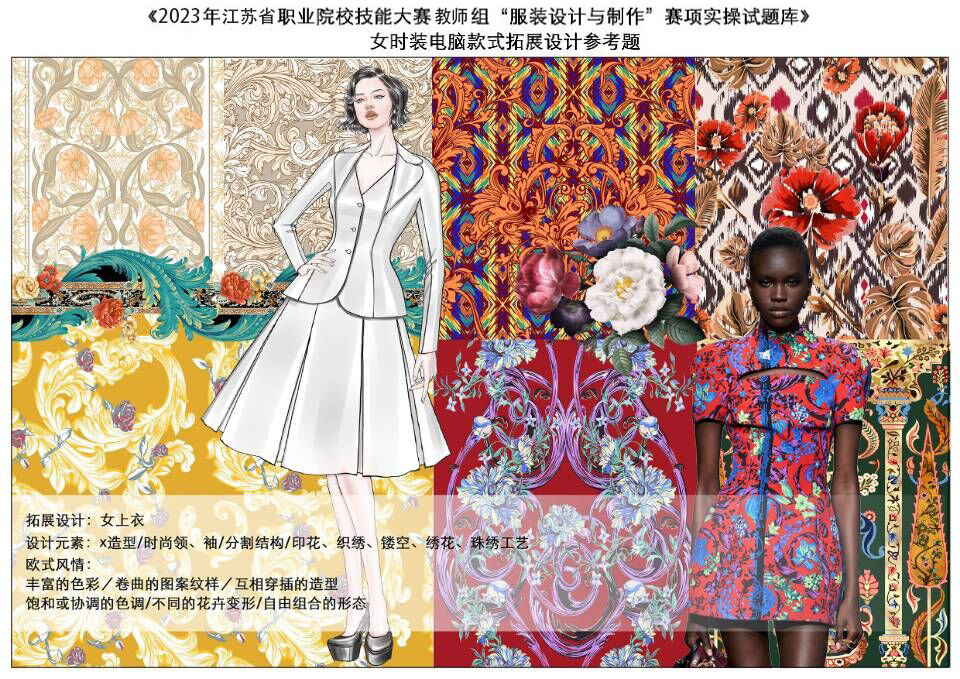 《2023年江苏省职业院校技能大赛教师组“服装设计与制作”赛项实操试题库》
女时装电脑款式拓展设计参考题
拓展设计：女上衣
设计元素：x造型/时尚领、袖/分割结构/印花、织绣、镂空、绣花、珠绣工艺
欧式风情：
丰富的色彩／卷曲的图案纹样／互相穿插的造型
饱和或协调的色调/不同的花卉变形/自由组合的形态